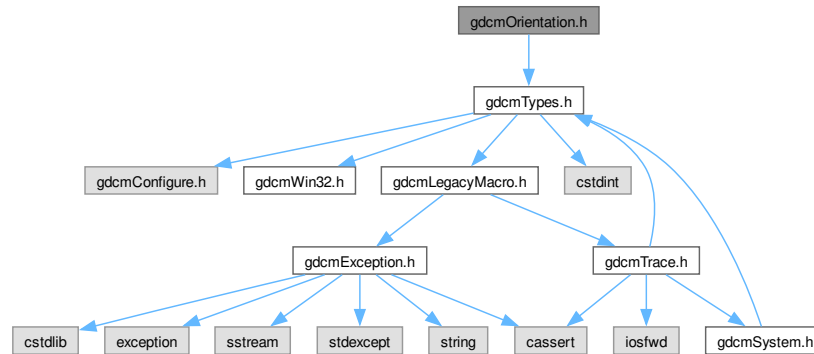 gdcmOrientation.h
gdcmTypes.h
gdcmConfigure.h
gdcmWin32.h
gdcmLegacyMacro.h
cstdint
gdcmException.h
gdcmTrace.h
cstdlib
exception
sstream
stdexcept
string
cassert
iosfwd
gdcmSystem.h